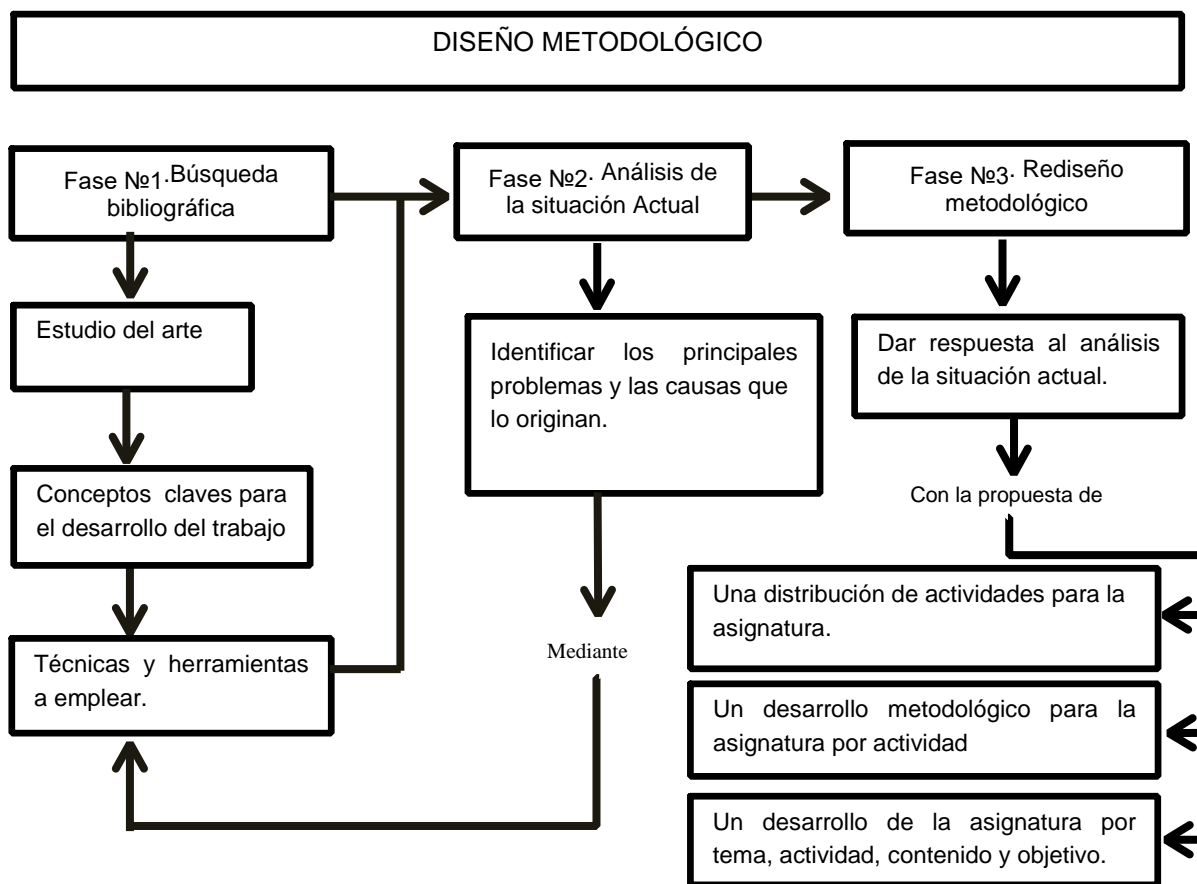 DISEÑO METODOLÓGICO
Fase №1.Búsqueda
bibliográfica
Estudio del arte
Conceptos claves para
el desarrollo del trabajo
Técnicas y herramientas
a emplear.
Fase №2. Análisis de
la situación Actual
Identificar los principales
problemas y las causas que
lo originan.
Mediante
Fase №3. Rediseño
metodológico
Dar respuesta al análisis
de la situación actual.
Con la propuesta de
Una distribución de actividades para la
asignatura.
Un desarrollo metodológico para la
asignatura por actividad
Un desarrollo de la asignatura por
tema, actividad, contenido y objetivo.